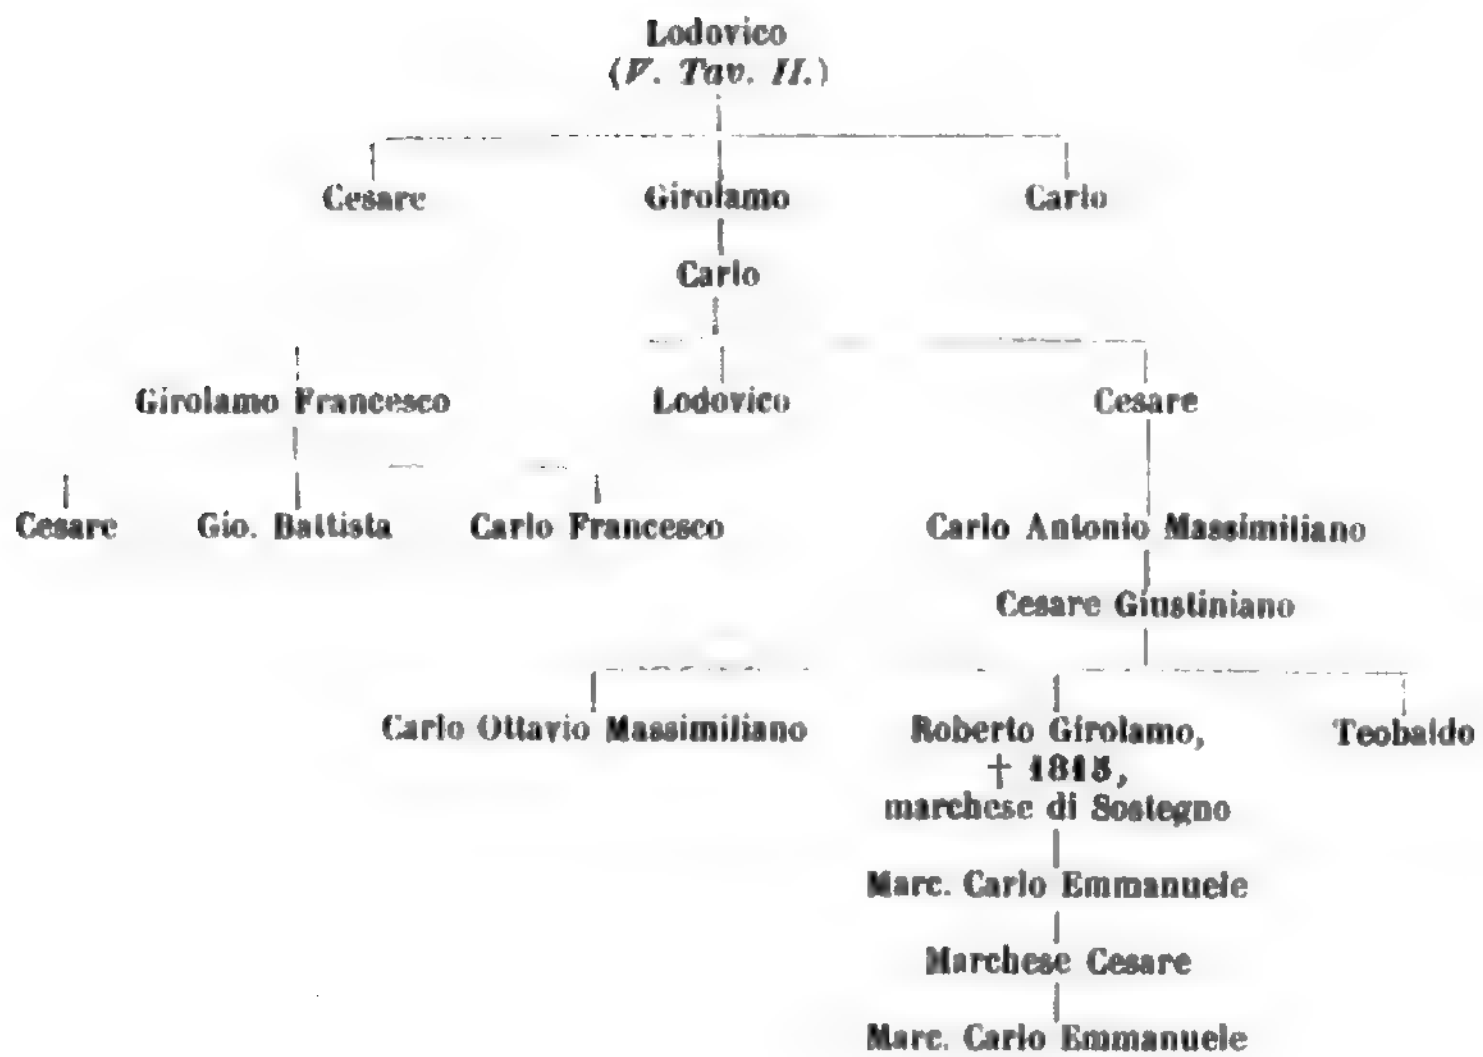 Lodovico
(V. Tav. II.)
Cesare Girolamo Carlo
Carlo
Girolamo Francesco Lodovico Cesare
Cesare Gio. Battista Carlo Francesco Carlo Antonio Massimiliano
Cesare Giustiniano
Carlo Ottavio Massimiliano Roberto Girolamo, Teobaldo
†
marchese di Sostegno
Marc. Carlo Emmanuele
Marchese Cesare
Marc. Carlo Emmanuele